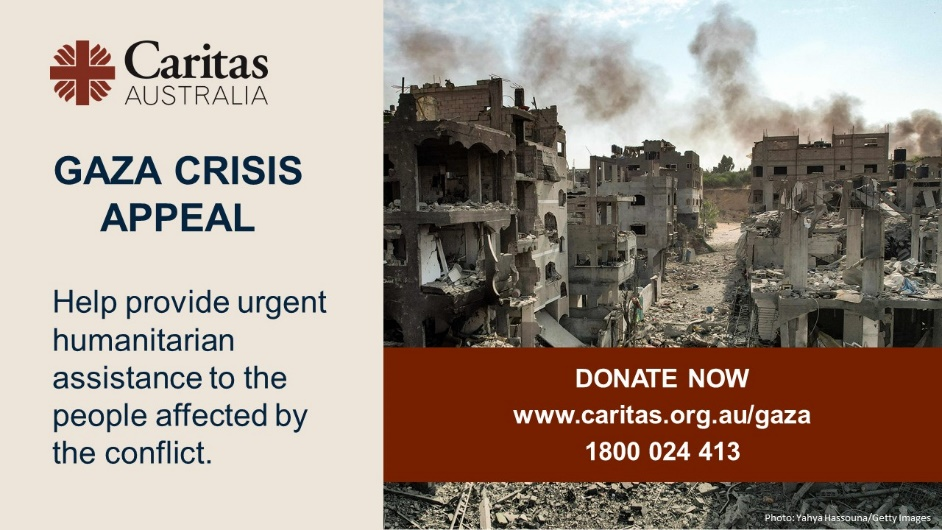 Caritas
AUSTRALIA
GAZA CRISIS
APPEAL
Help provide urgent
humanitarian
assistance to the
people affected by
the conflict.
DONATE NOW
www.caritas.org.au/gaza
1800 024 413
Photo: Yahya Hassouna/Getty Images